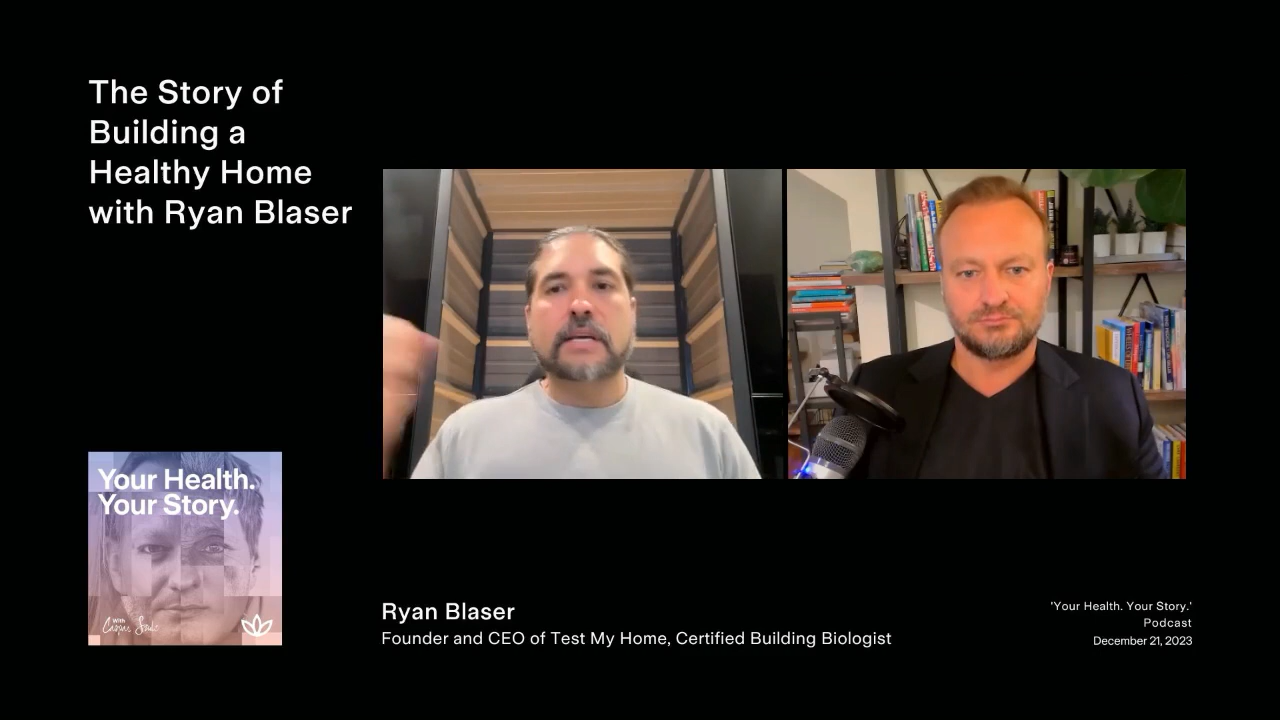 The Story of
Building a
Healthy Home
with Ryan Blaser
Your Health.
Your Story.
with
Ryan Blaser
Founder and CEO of Test My Home, Certified Building Biologist
'Your Health. Your Story.'
Podcast
December 21, 2023